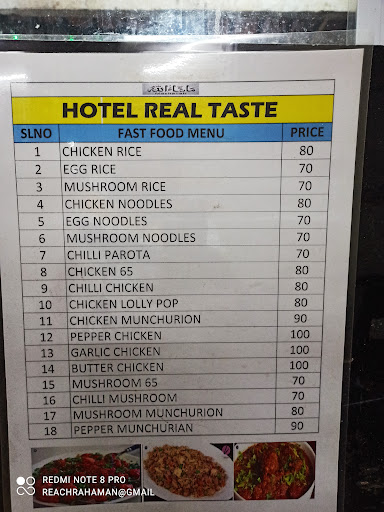 HOTEL REAL TASTE
SLNO FAST FOOD MENU PRICE
1 CHICKEN RICE 80
2 EGG RICE 70
3 MUSHROOM RICE 70
4 CHICKEN NOODLES 80
5 EGG NOODLES 70
6 MUSHROOM NOODLES 70
7 CHILLI PAROTA 70
8 CHICKEN 65 80
9 CHILLI CHICKEN 80
10 CHICKEN LOLLY POP 80
11 CHICKEN MUNCHURION 90
12 PEPPER CHICKEN 100
13 GARLIC CHICKEN 100
14 BUTTER CHICKEN 100
15 MUSHROOM 65 70
16 CHILLI MUSHROOM 70
17 MUSHROOM MUNCHURION 80
18 PEPPER MUNCHURIAN 90
REDMI NOTE 8 PRO
REACHRAHAMAN@GMAIL